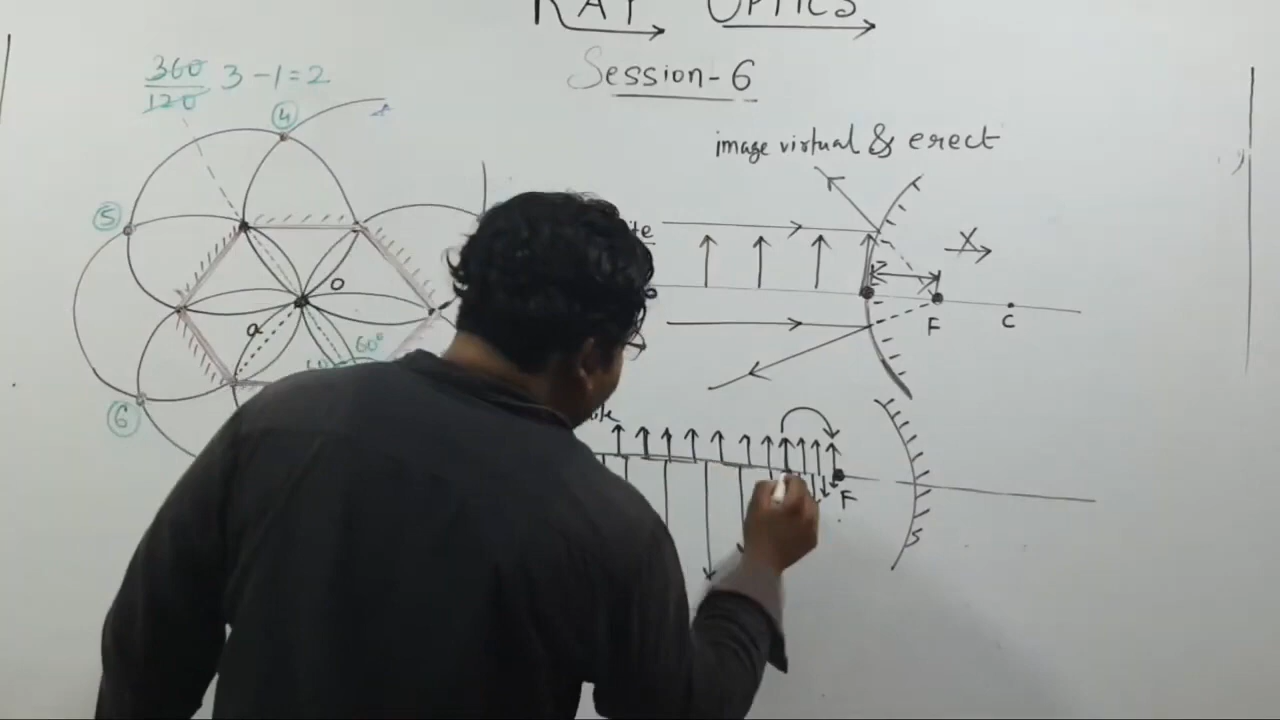 RAY OPTICS
Session-6
360
120
3 - 1 = 2
4
image virtual & erect
5
X
O
F
C
a
60°
6
F